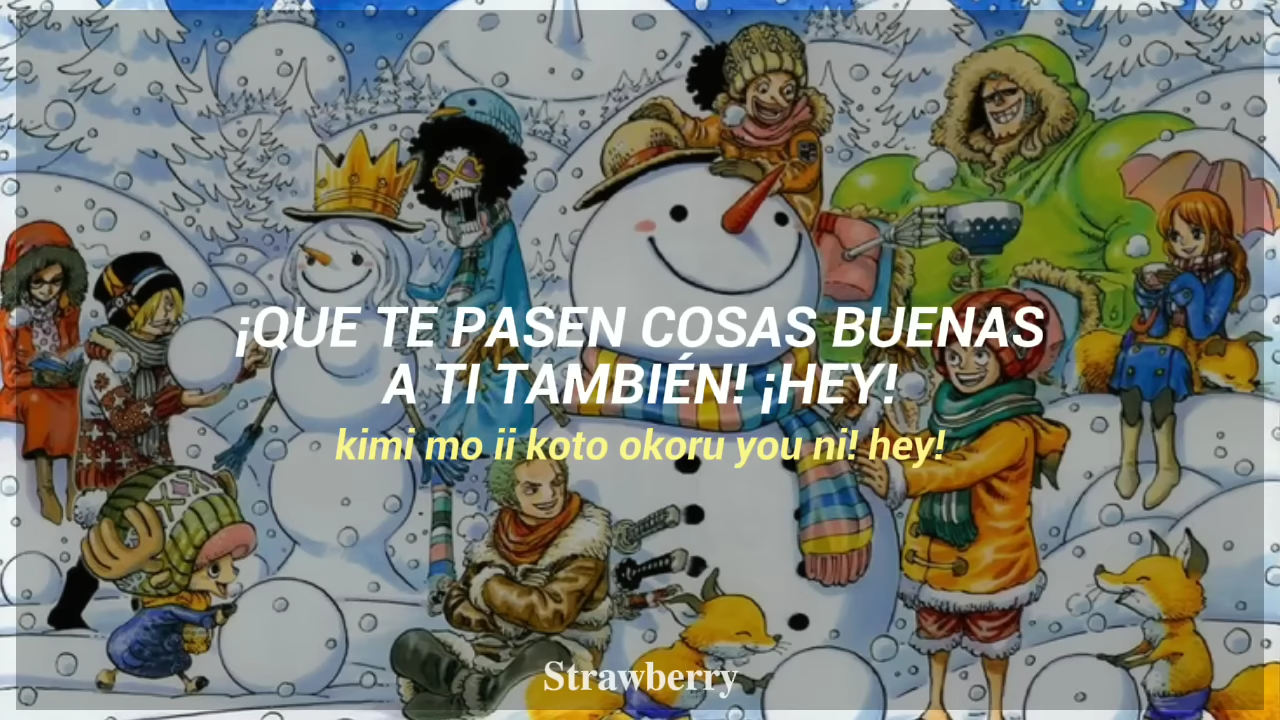 ¡QUE TE PASEN COSAS BUENAS
A TI TAMBIÉN! ¡HEY!
kimi mo ii koto okoru you ni! hey!
Strawberry